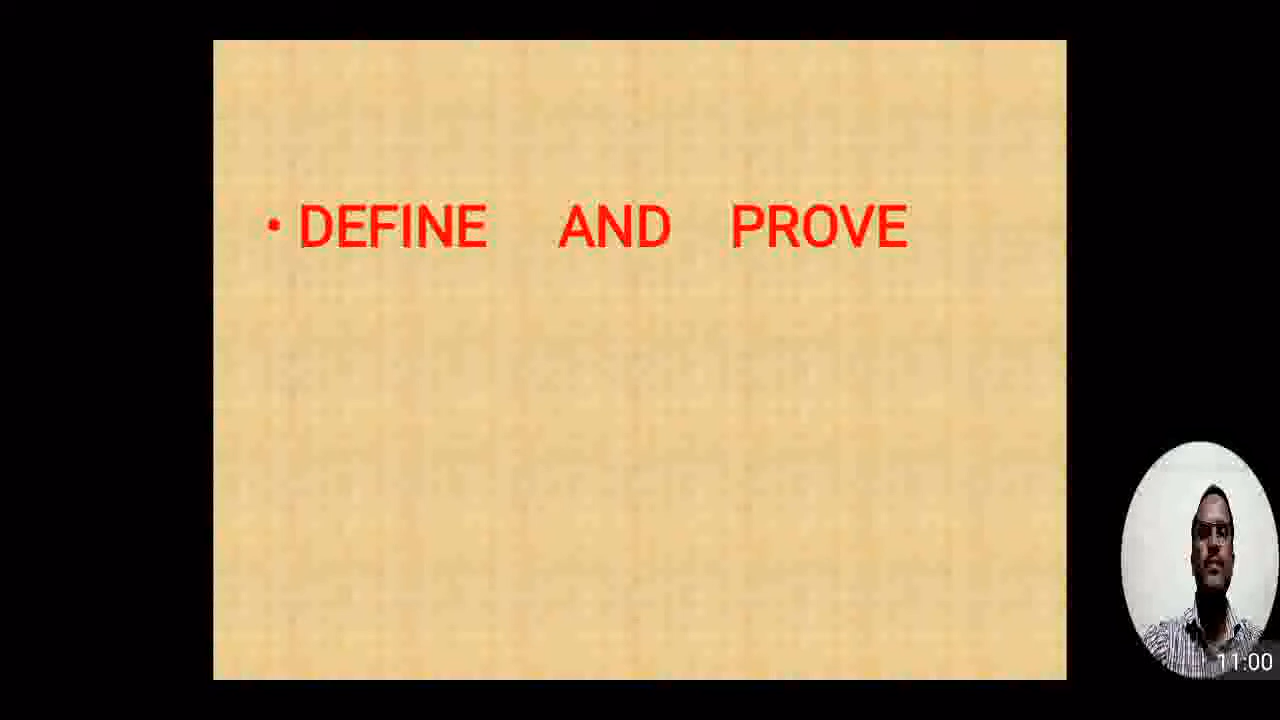 • DEFINE AND PROVE
11:00